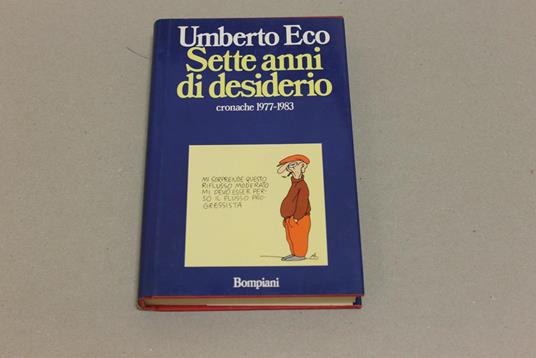 Umberto Eco
Sette anni
di desiderio
cronache 1977-1983
MI SORPRENDE QUESTO
RIFLUSSO MODERATO
MI DEVO ESSER PER-
SO IL FLUSSO PRO-
GRESSISTA
Bompiani